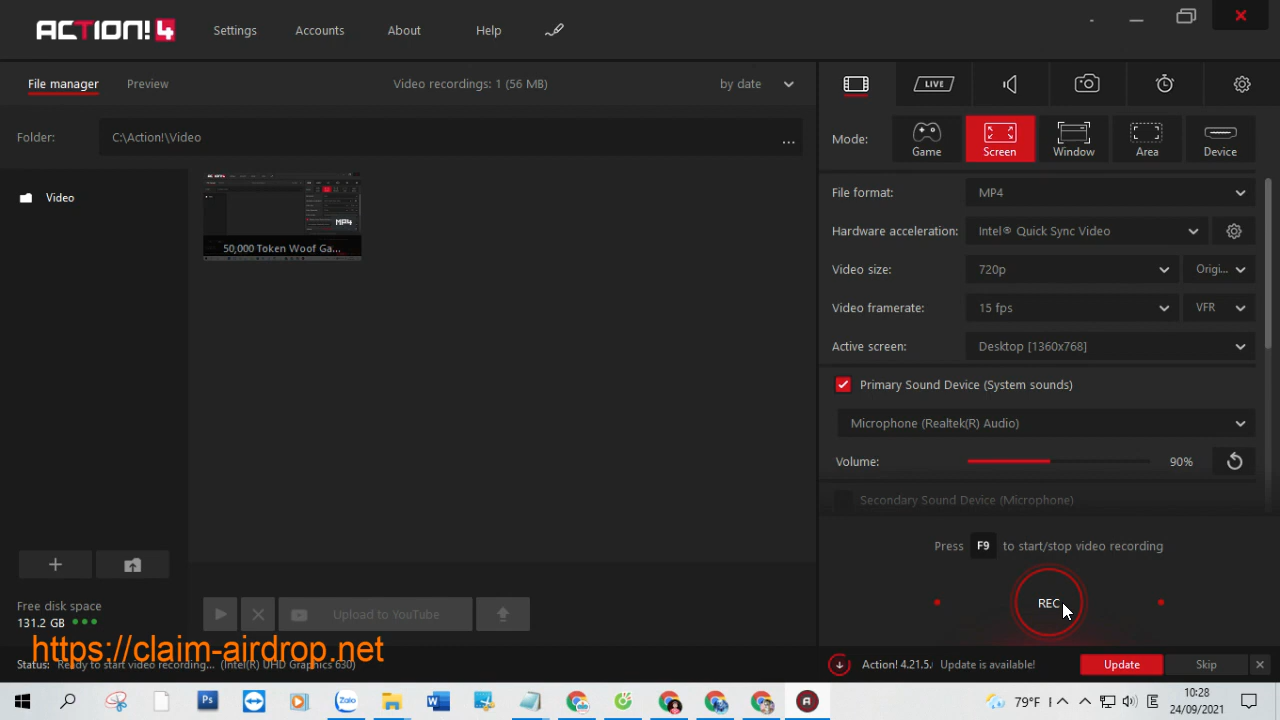 ACTION! 4
Settings
Accounts
About
Help
File manager
Preview
Video recordings: 1 (56 MB)
by date
LIVE
Folder:
C:\Action!\Video
...
Mode:
Game
Screen
Window
Area
Device
Video
MP4
50,000 Token Woof Ga...
File format:
MP4
Hardware acceleration:
Intel® Quick Sync Video
Video size:
720p
Origi...
Video framerate:
15 fps
VFR
Active screen:
Desktop [1360x768]
Primary Sound Device (System sounds)
Microphone (Realtek(R) Audio)
Volume:
90%
Secondary Sound Device (Microphone)
Press F9 to start/stop video recording
REC
Free disk space
131.2 GB
Upload to YouTube
https://claim-airdrop.net
Status:
Ready to start video recording... (Intel(R) UHD Graphics 630)
Action! 4.21.5.
Update is available!
Update
Skip
Ps
W
Zalo
A
79°F
E
10:28
24/09/2021